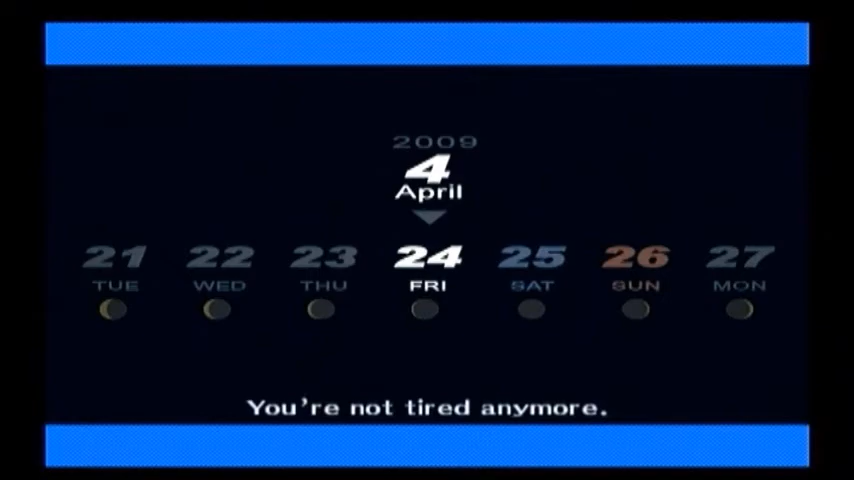 2009
4
April
21 22 23 24 25 26 27
TUE WED THU FRI SAT SUN MON
You're not tired anymore.